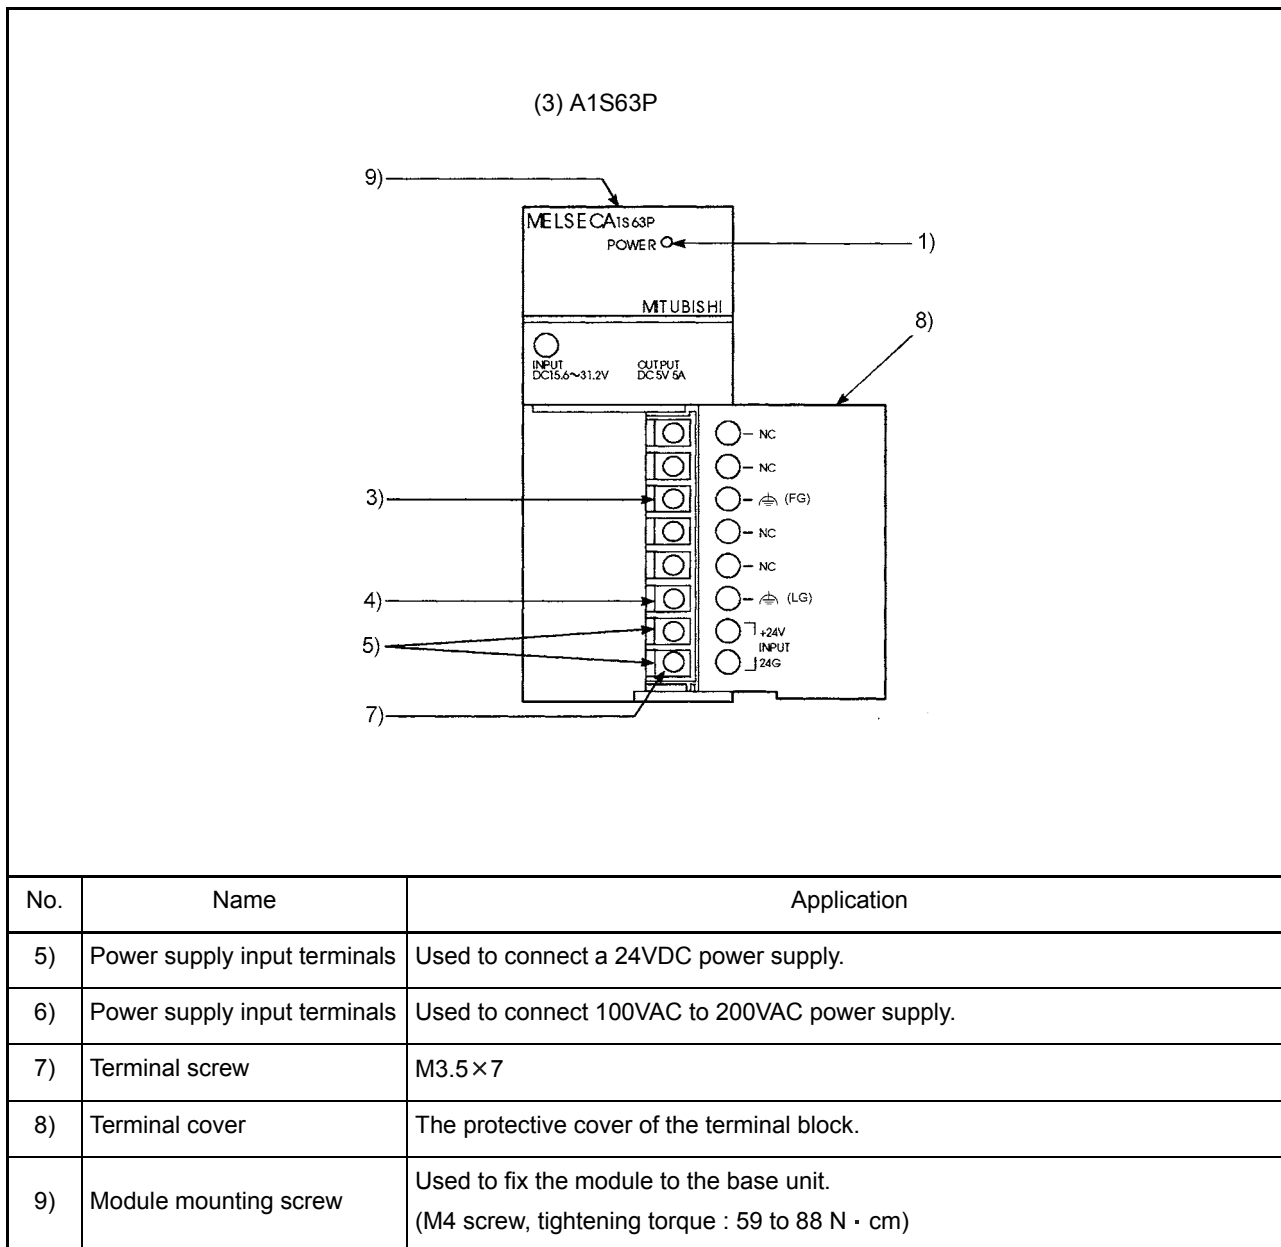 (3) A1S63P
9)
MELSECA1S63P
POWER
1)
MITUBISHI
8)
INPUT
DC15.6~31.2V
OUTPUT
DC5V 5A
NC
NC
3)
(FG)
NC
NC
4)
(LG)
+24V
5)
INPUT
24G
7)
No. Name Application
5) Power supply input terminals Used to connect a 24VDC power supply.
6) Power supply input terminals Used to connect 100VAC to 200VAC power supply.
7) Terminal screw M3.5×7
8) Terminal cover The protective cover of the terminal block.
9) Module mounting screw Used to fix the module to the base unit.
(M4 screw, tightening torque : 59 to 88 N・cm)